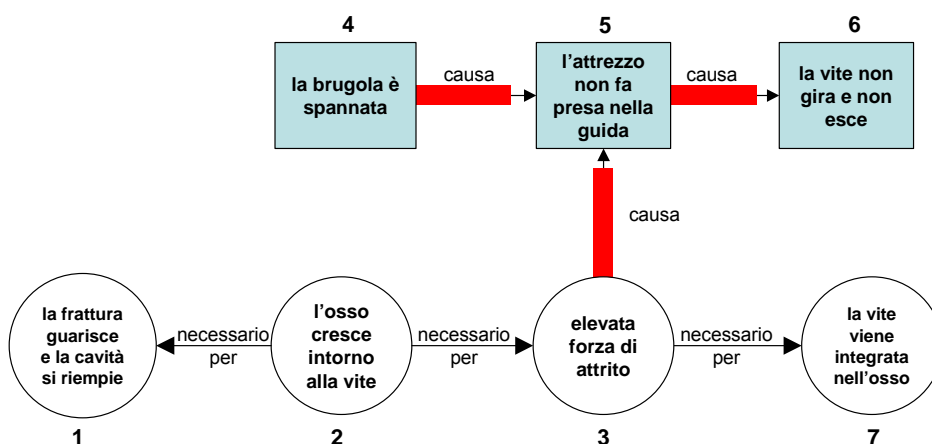 4
5
6
la brugola è
spannata
causa
l'attrezzo
non fa
presa nella
guida
causa
la vite non
gira e non
esce
causa
la frattura
guarisce
e la cavità
si riempie
necessario
per
l'osso
cresce
intorno
alla vite
necessario
per
elevata
forza di
attrito
necessario
per
la vite
viene
integrata
nell'osso
1
2
3
7